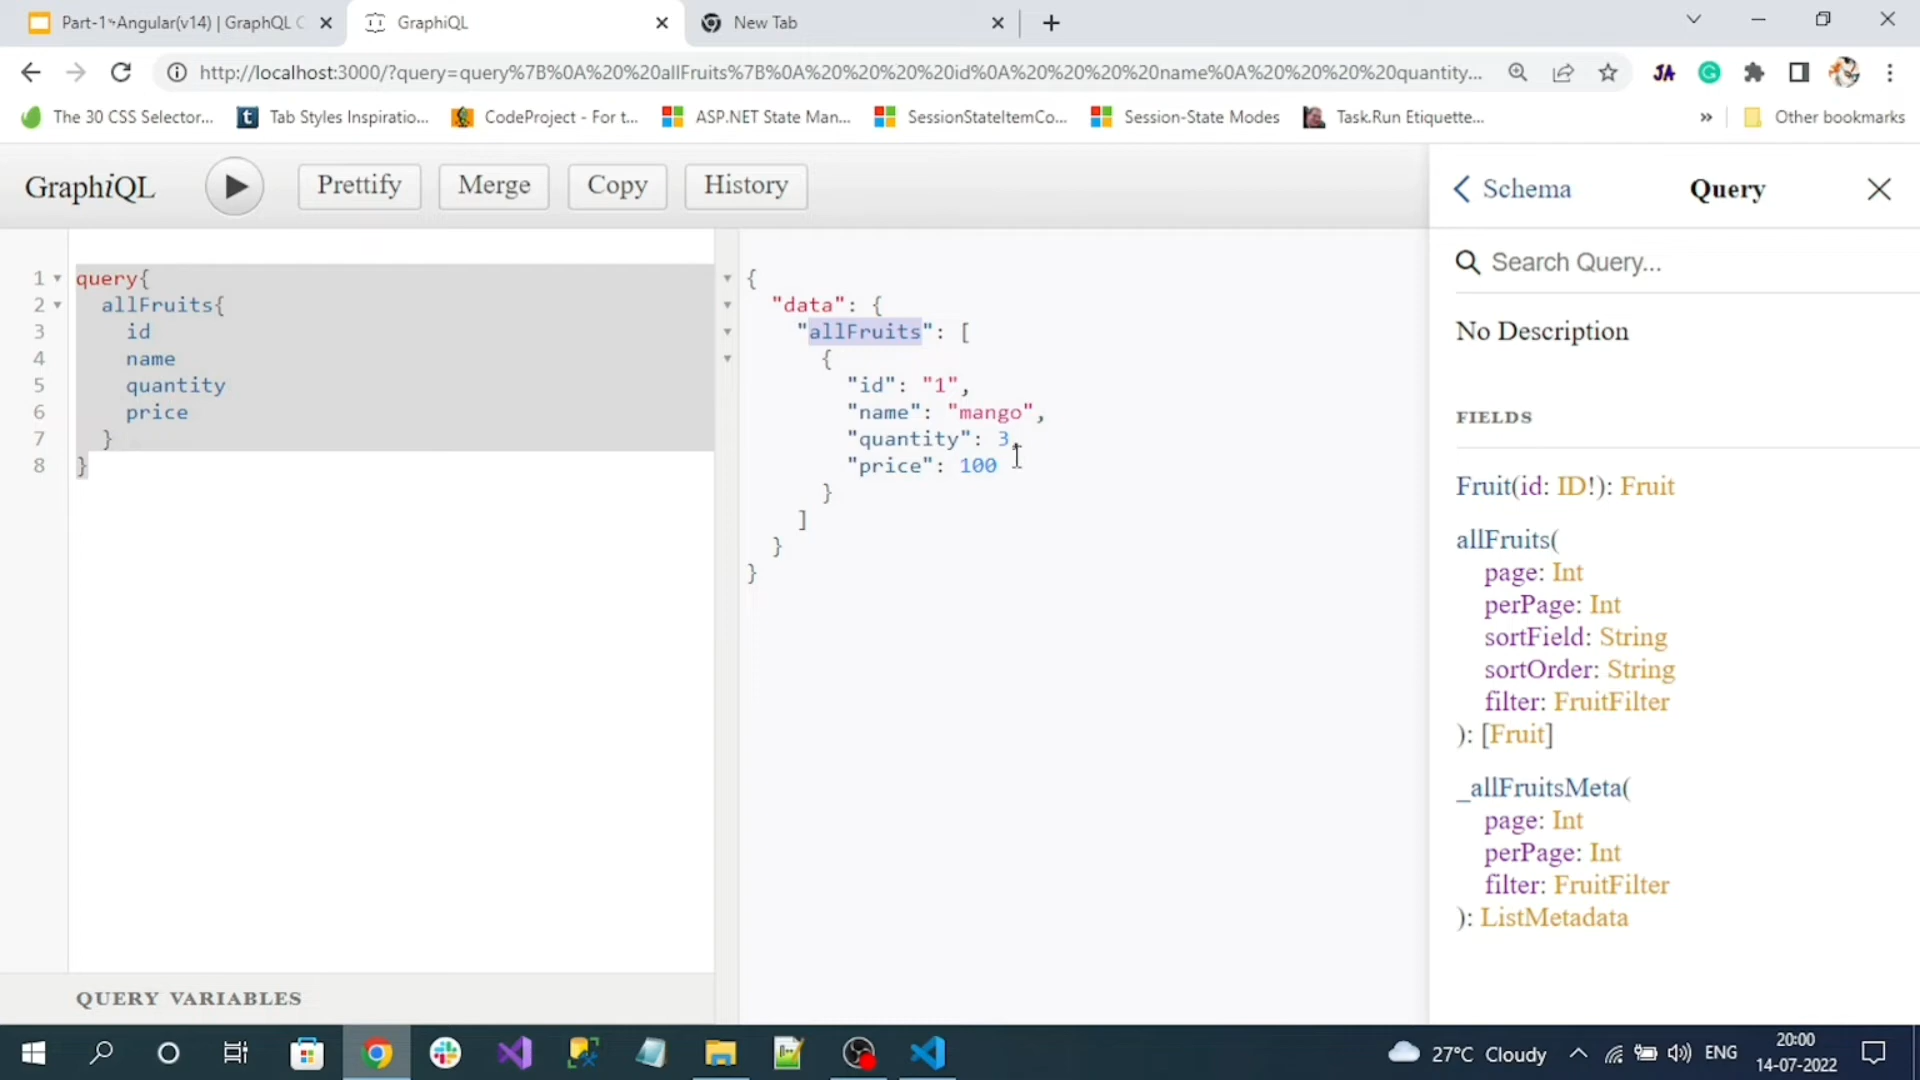 Part-1~Angular(v14) | GraphQL C
GraphiQL
New Tab
http://localhost:3000/?query=query%7B%0A%20%20allFruits%7B%0A%20%20%20%20id%0A%20%20%20%20name%0A%20%20%20%20quantity...
The 30 CSS Selector...
Tab Styles Inspiratio...
CodeProject - For t...
ASP.NET State Man...
SessionStateItemCo...
Session-State Modes
Task.Run Etiquette...
»
Other bookmarks
GraphiQL
Prettify
Merge
Copy
History
Schema
Query
1 query{
2 allFruits{
3 id
4 name
5 quantity
6 price
7 }
8 }
{
"data": {
"allFruits": [
{
"id": "1",
"name": "mango",
"quantity": 3,
"price": 100
}
]
}
}
Search Query...
No Description
FIELDS
Fruit(id: ID!): Fruit
allFruits(
page: Int
perPage: Int
sortField: String
sortOrder: String
filter: FruitFilter
): [Fruit]
_allFruitsMeta(
page: Int
perPage: Int
filter: FruitFilter
): ListMetadata
QUERY VARIABLES
27°C Cloudy
ENG
20:00
14-07-2022